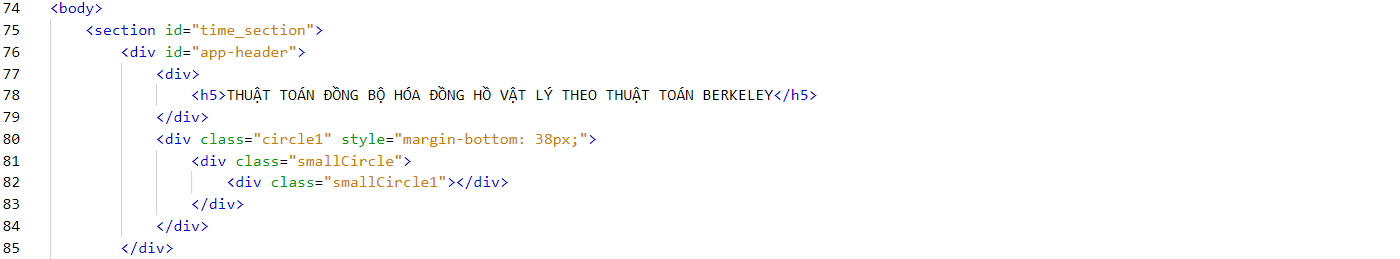 74 <body>
75 <section id="time_section">
76 <div id="app-header">
77 <div>
78 <h5>THUẬT TOÁN ĐỒNG BỘ HÓA ĐỒNG HỒ VẬT LÝ THEO THUẬT TOÁN BERKELEY</h5>
79 </div>
80 <div class="circle1" style="margin-bottom: 38px;">
81 <div class="smallCircle">
82 <div class="smallCircle1"></div>
83 </div>
84 </div>
85 </div>